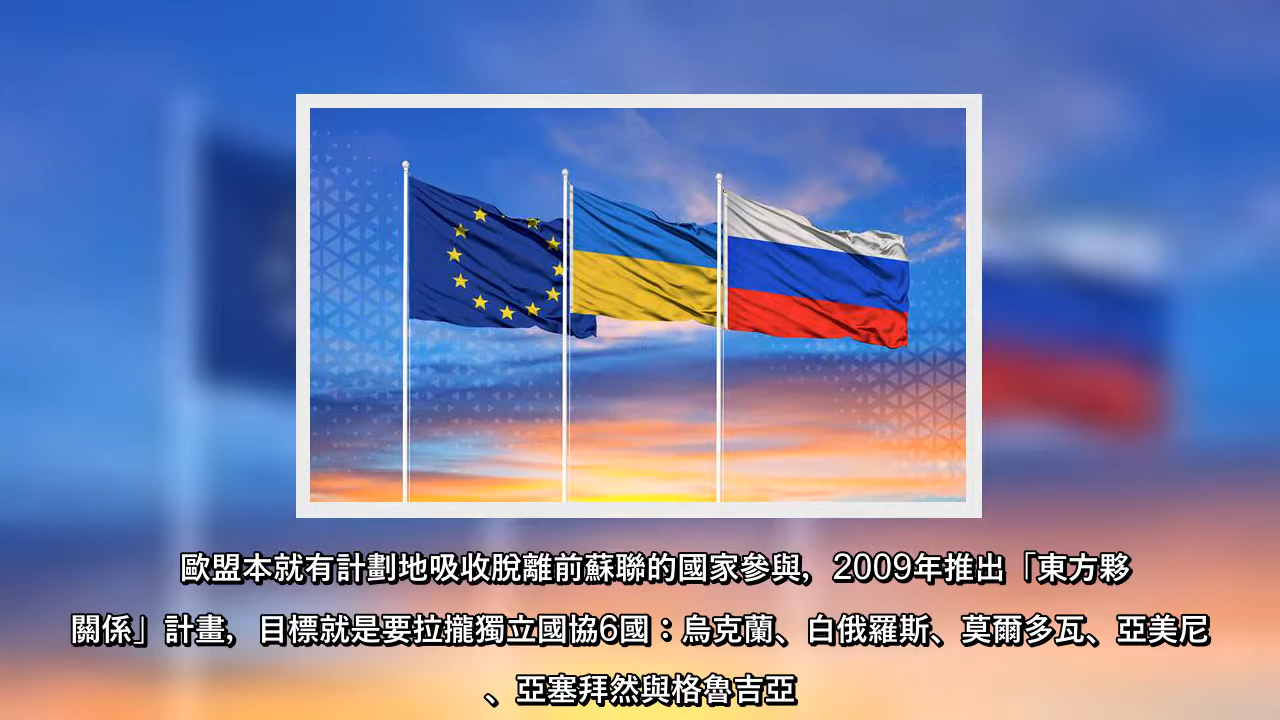 歐盟本就有計劃地吸收脫離前蘇聯的國家參與，2009年推出「東方夥
關係」計畫，目標就是要拉攏獨立國協6國：烏克蘭、白俄羅斯、莫爾多瓦、亞美尼
、亞塞拜然與格魯吉亞